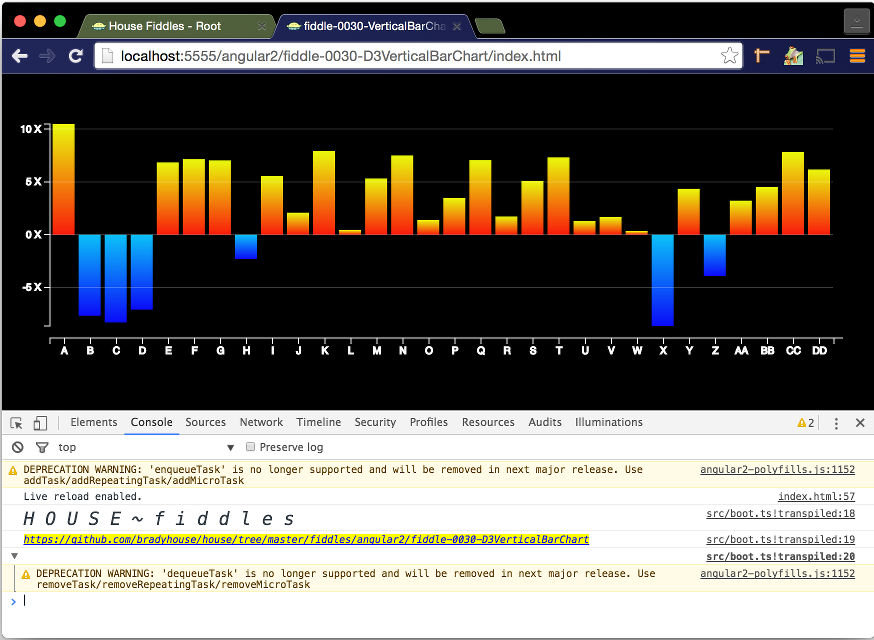 House Fiddles - Root
fiddle-0030-VerticalBarCha
localhost:5555/angular2/fiddle-0030-D3VerticalBarChart/index.html
10 X
5 X
0 X
-5 X
A B C D E F G H I J K L M N O P Q R S T U V W X Y Z AA BB CC DD
Elements Console Sources Network Timeline Security Profiles Resources Audits Illuminations 2
top Preserve log
DEPRECATION WARNING: 'enqueueTask' is no longer supported and will be removed in next major release. Use angular2-polyfills.js:1152
addTask/addRepeatingTask/addMicroTask
Live reload enabled. index.html:57
H O U S E ~ f i d d l e s src/boot.ts!transpiled:18
https://github.com/bradyhouse/house/tree/master/fiddles/angular2/fiddle-0030-D3VerticalBarChart src/boot.ts!transpiled:19
src/boot.ts!transpiled:20
DEPRECATION WARNING: 'dequeueTask' is no longer supported and will be removed in next major release. Use angular2-polyfills.js:1152
removeTask/removeRepeatingTask/removeMicroTask